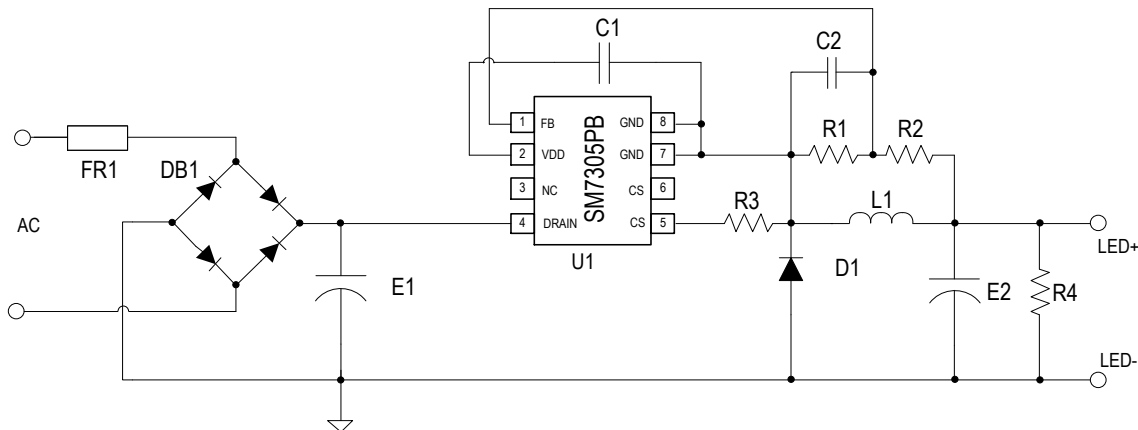 C1
C2
1 FB GND 8
2 VDD GND 7
3 NC CS 6
4 DRAIN CS 5
SM7305PB
U1
R1
R2
FR1
DB1
AC
R3
L1
LED+
E1
D1
E2
R4
LED-